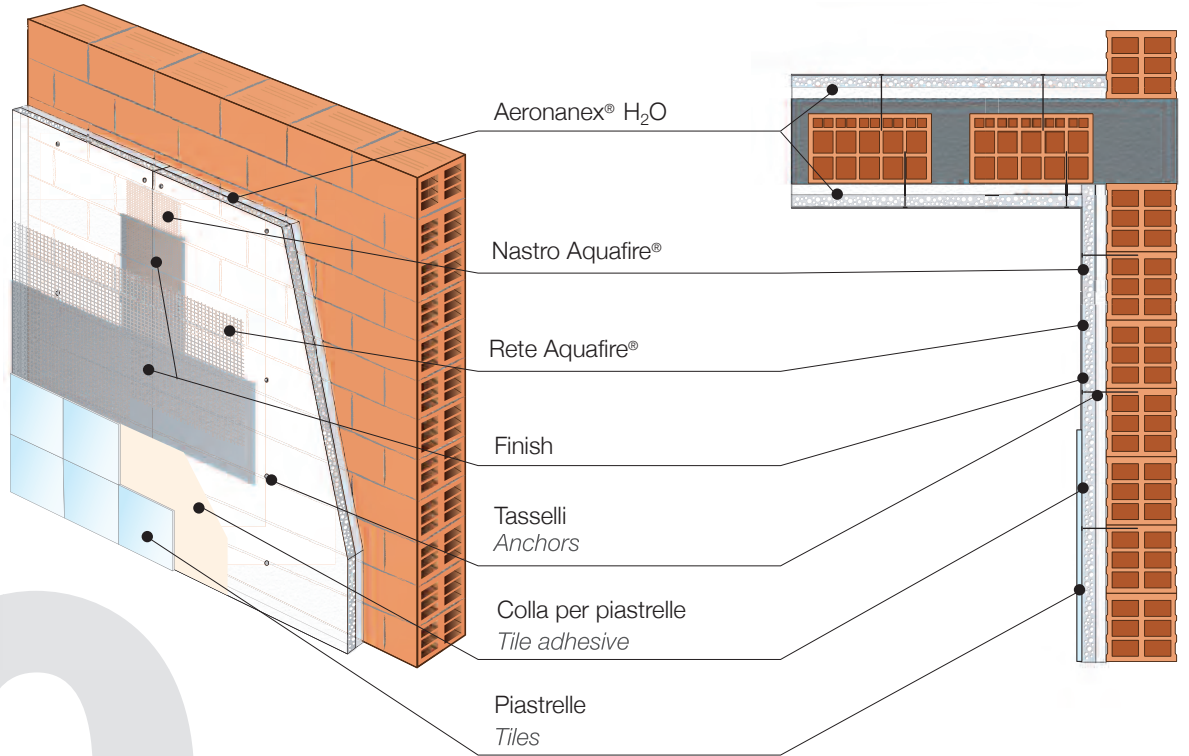 Aeronanex® H₂O
Nastro Aquafire®
Rete Aquafire®
Finish
Tasselli
Anchors
Colla per piastrelle
Tile adhesive
Piastrelle
Tiles